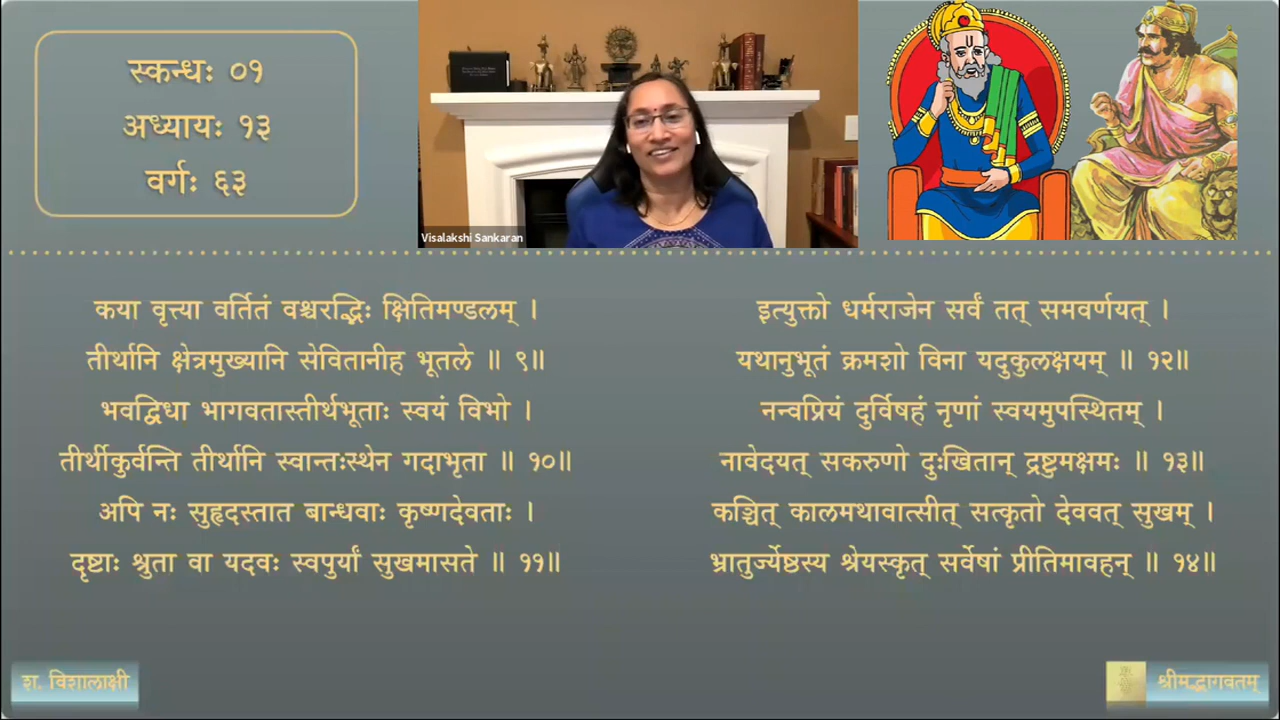 स्कन्धः ०१
अध्यायः १३
वर्गः ६३
Visalakshi Sankaran
कया वृत्त्या वर्तितं वश्चरद्भिः क्षितिमण्डलम् ।
तीर्थानि क्षेत्रमुख्यानि सेवितानीह भूतले ॥ ९॥
भवद्विधा भागवतास्तीर्थभूताः स्वयं विभो ।
तीर्थीकुर्वन्ति तीर्थानि स्वान्तःस्थेन गदाभृता ॥ १०॥
अपि नः सुहृदस्तात बान्धवाः कृष्णदेवताः ।
दृष्टाः श्रुता वा यदवः स्वपुर्यां सुखमासते ॥ ११॥
इत्युक्तो धर्मराजेन सर्वं तत् समवर्णयत् ।
यथानुभूतं क्रमशो विना यदुकुलक्षयम् ॥ १२॥
नन्वप्रियं दुर्विषहं नृणां स्वयमुपस्थितम् ।
नावेदयत् सकरुणो दुःखितान् द्रष्टुमक्षमः ॥ १३॥
कञ्चित् कालमथावात्सीत् सत्कृतो देववत् सुखम् ।
भ्रातुर्ज्येष्ठस्य श्रेयस्कृत् सर्वेषां प्रीतिमावहन् ॥ १४॥
श. विशालाक्षी
श्रीमद्भागवतम्